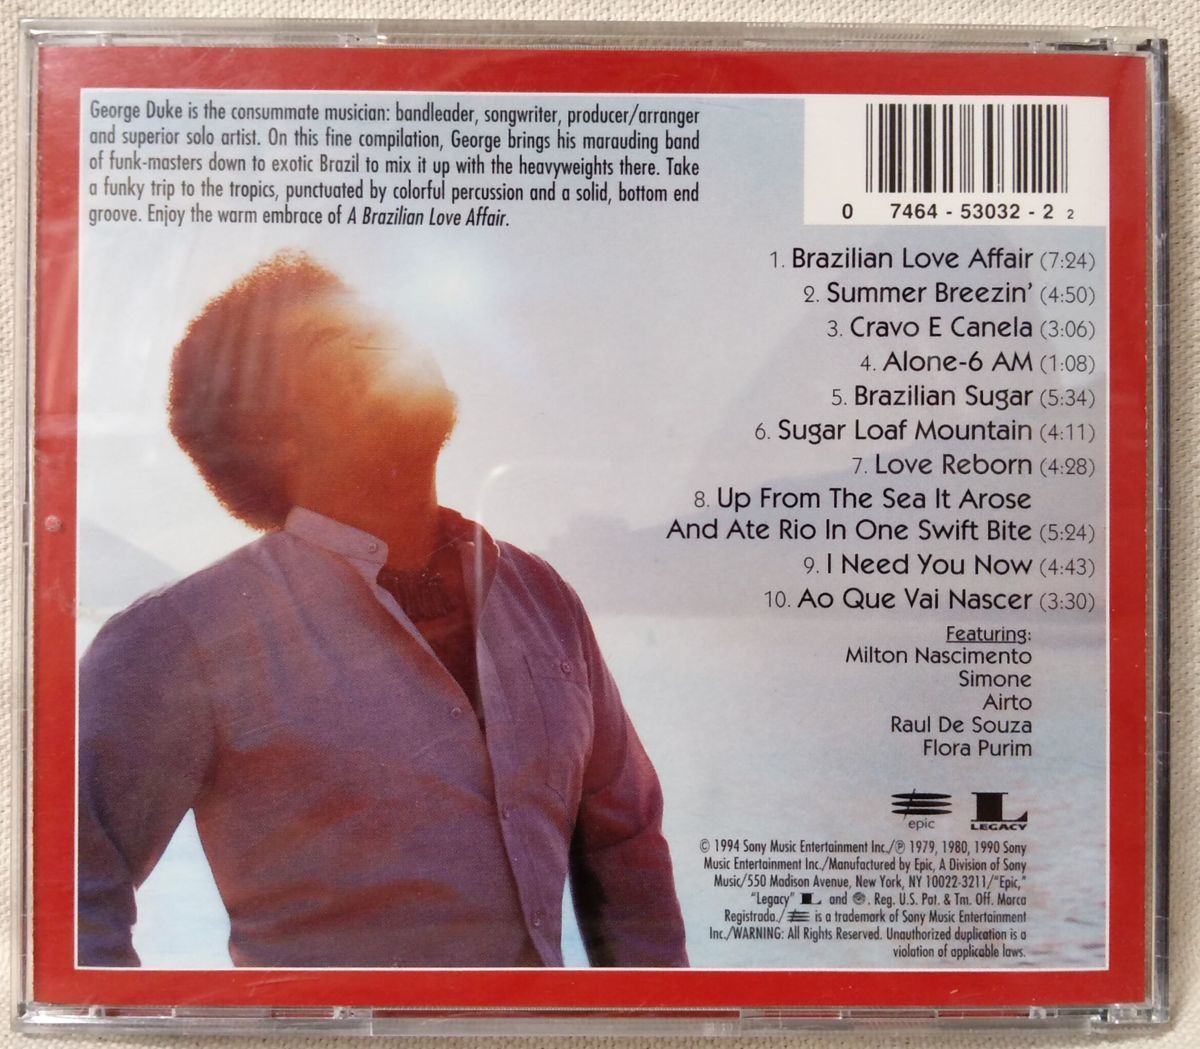 George Duke is the consummate musician: bandleader, songwriter, producer/arranger
and superior solo artist. On this fine compilation, George brings his marauding band
of funk-masters down to exotic Brazil to mix it up with the heavyweights there. Take
a funky trip to the tropics, punctuated by colorful percussion and a solid, bottom end
groove. Enjoy the warm embrace of A Brazilian Love Affair.
0 7464 - 53032 - 2 2
1. Brazilian Love Affair (7:24)
2. Summer Breezin' (4:50)
3. Cravo E Canela (3:06)
4. Alone-6 AM (1:08)
5. Brazilian Sugar (5:34)
6. Sugar Loaf Mountain (4:11)
7. Love Reborn (4:28)
8. Up From The Sea It Arose
And Ate Rio In One Swift Bite (5:24)
9. I Need You Now (4:43)
10. Ao Que Vai Nascer (3:30)
Featuring:
Milton Nascimento
Simone
Airto
Raul De Souza
Flora Purim
epic
L
LEGACY
© 1994 Sony Music Entertainment Inc./℗ 1979, 1980, 1990 Sony
Music Entertainment Inc./Manufactured by Epic, A Division of Sony
Music/550 Madison Avenue, New York, NY 10022-3211/"Epic,"
"Legacy" L and . Reg. U.S. Pat. & Tm. Off. Marca
Registrada./ is a trademark of Sony Music Entertainment
Inc./WARNING: All Rights Reserved. Unauthorized duplication is a
violation of applicable laws.